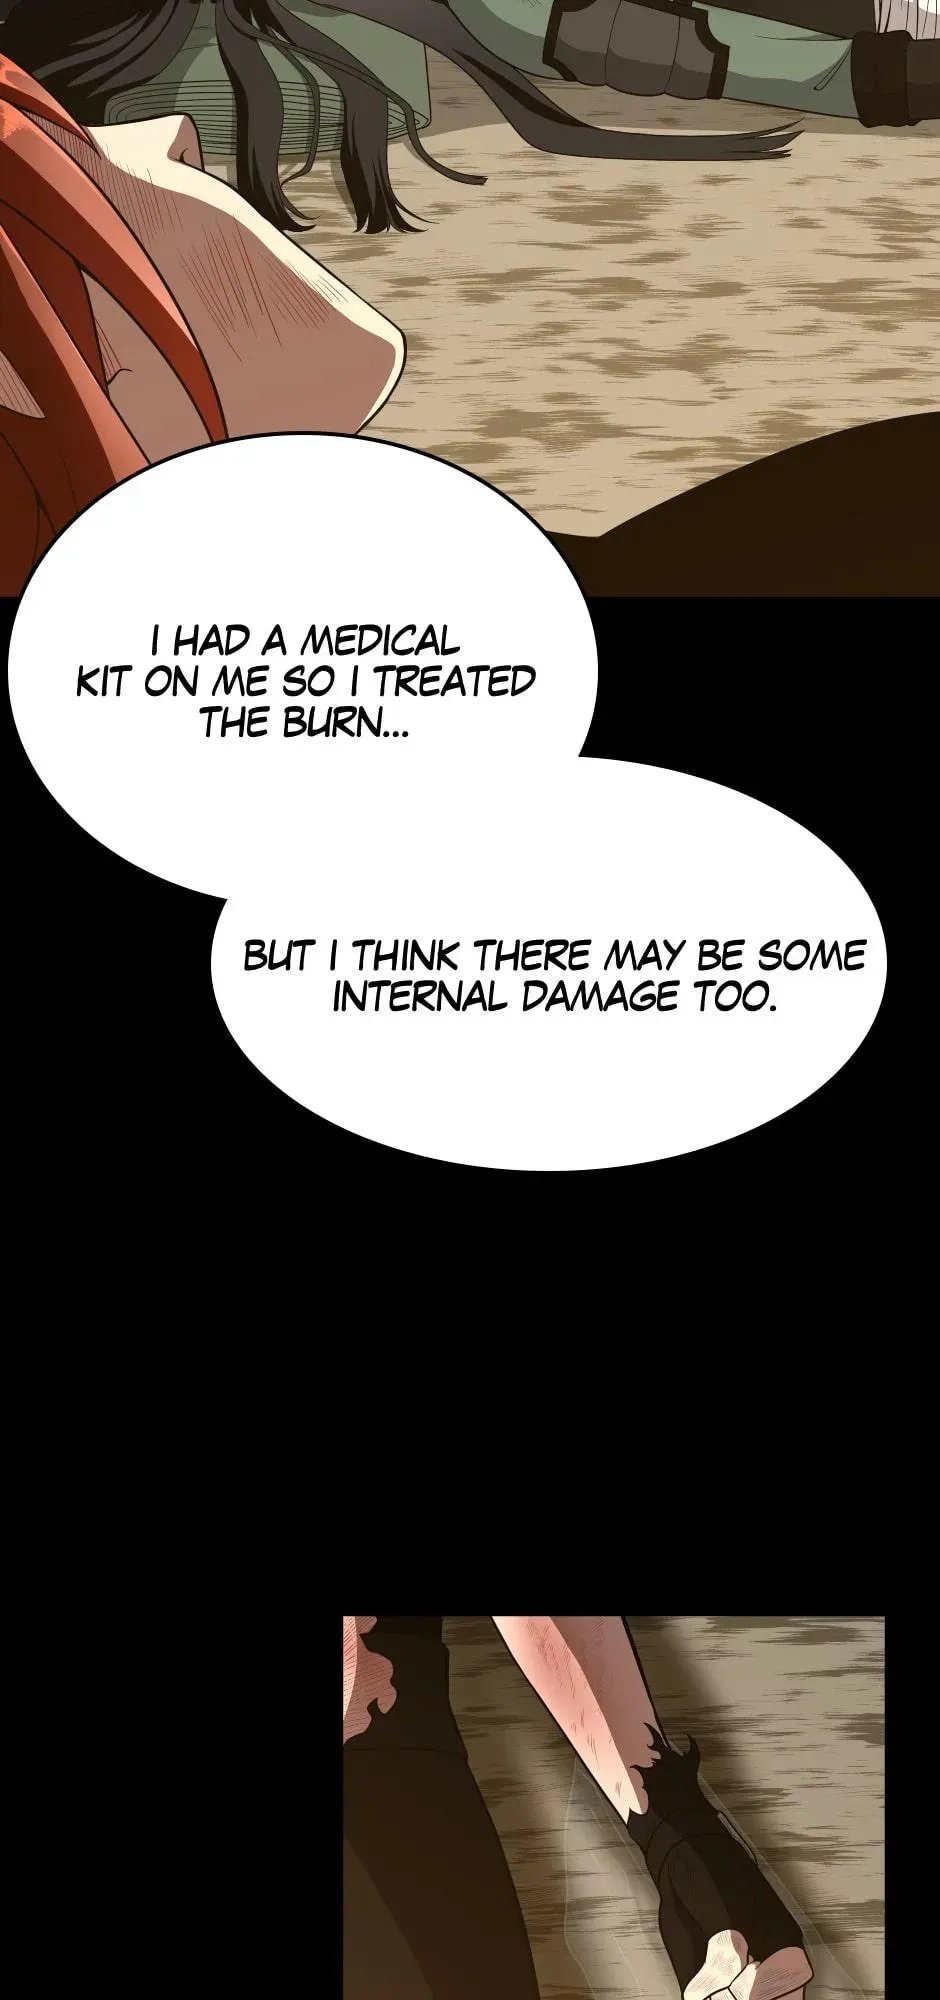 I HAD A MEDICAL
KIT ON ME SO I TREATED
THE BURN...
BUT I THINK THERE MAY BE SOME
INTERNAL DAMAGE TOO.